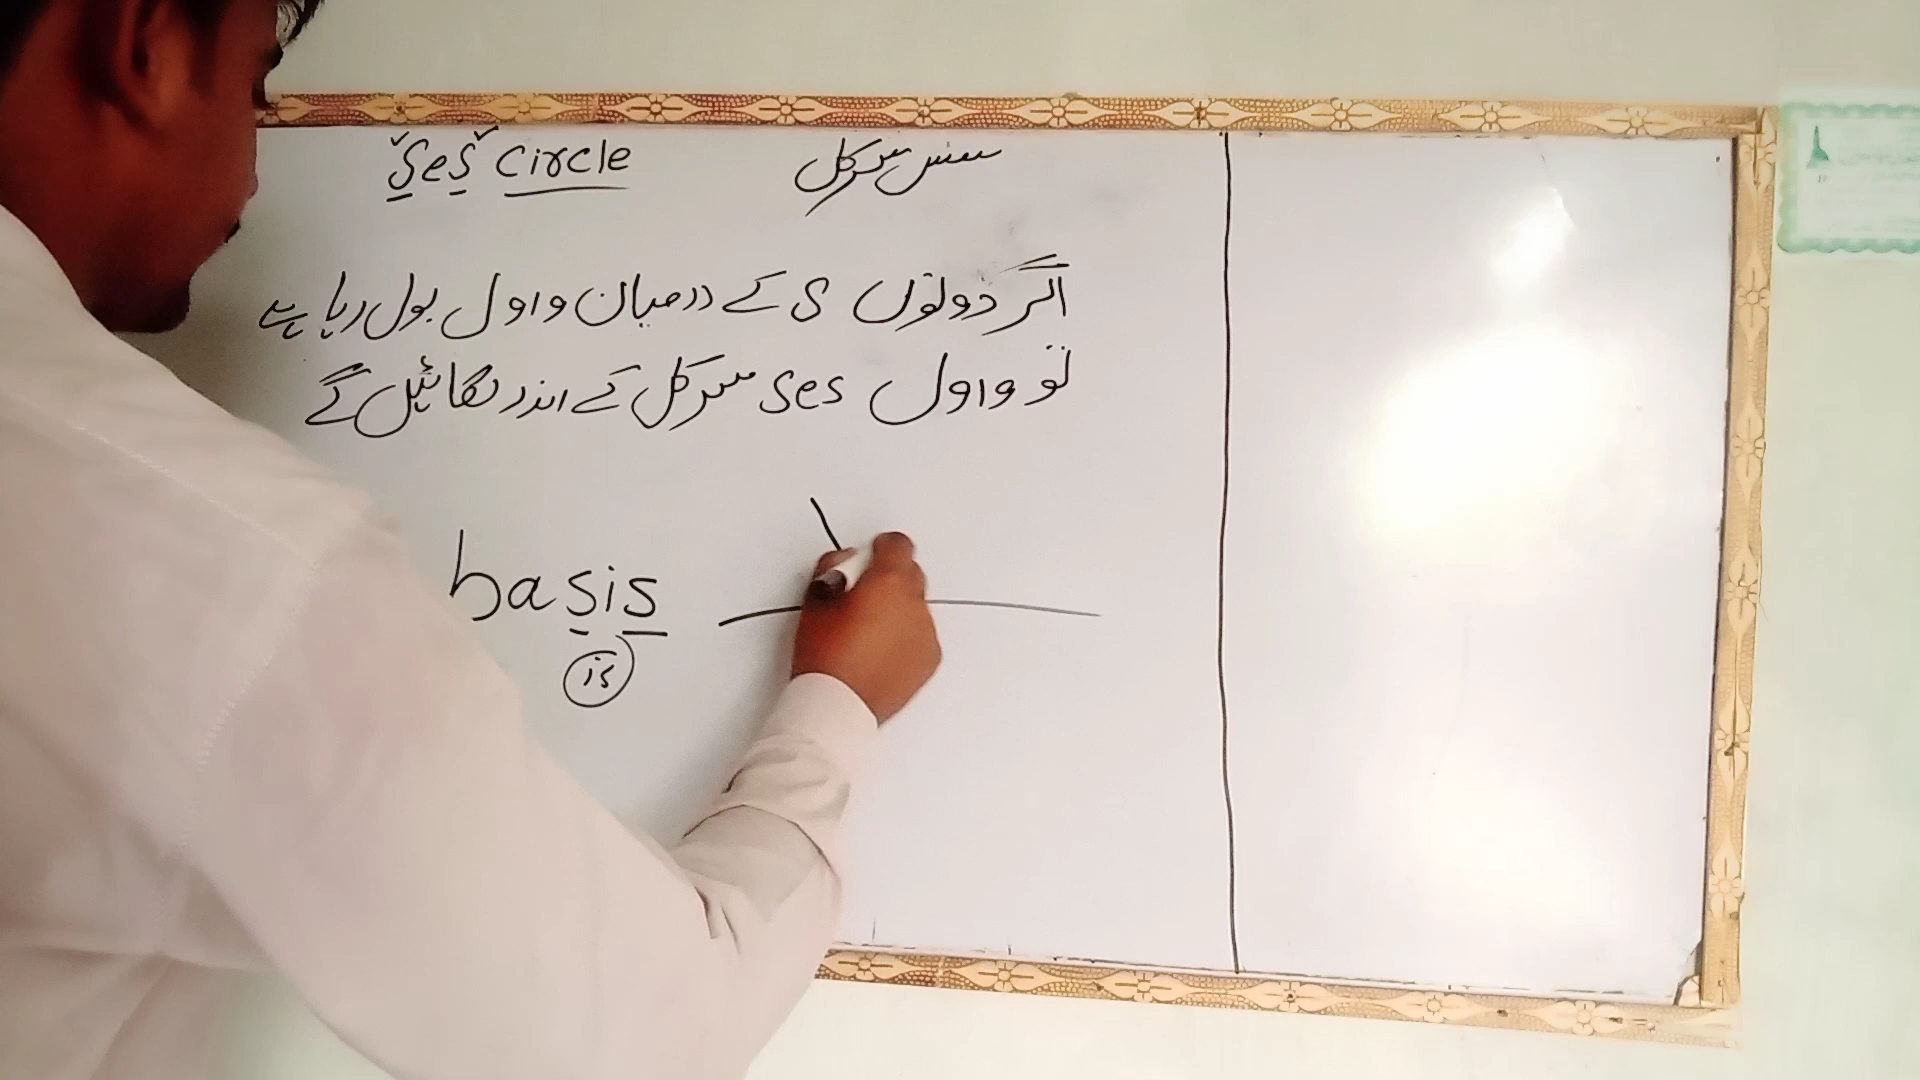 Ses Circle سسس سرکل
اگر دونوں S کے درمیان واول بول رہا ہے
تو واول Ses سرکل کے اندر لگائیں گے
basis
is